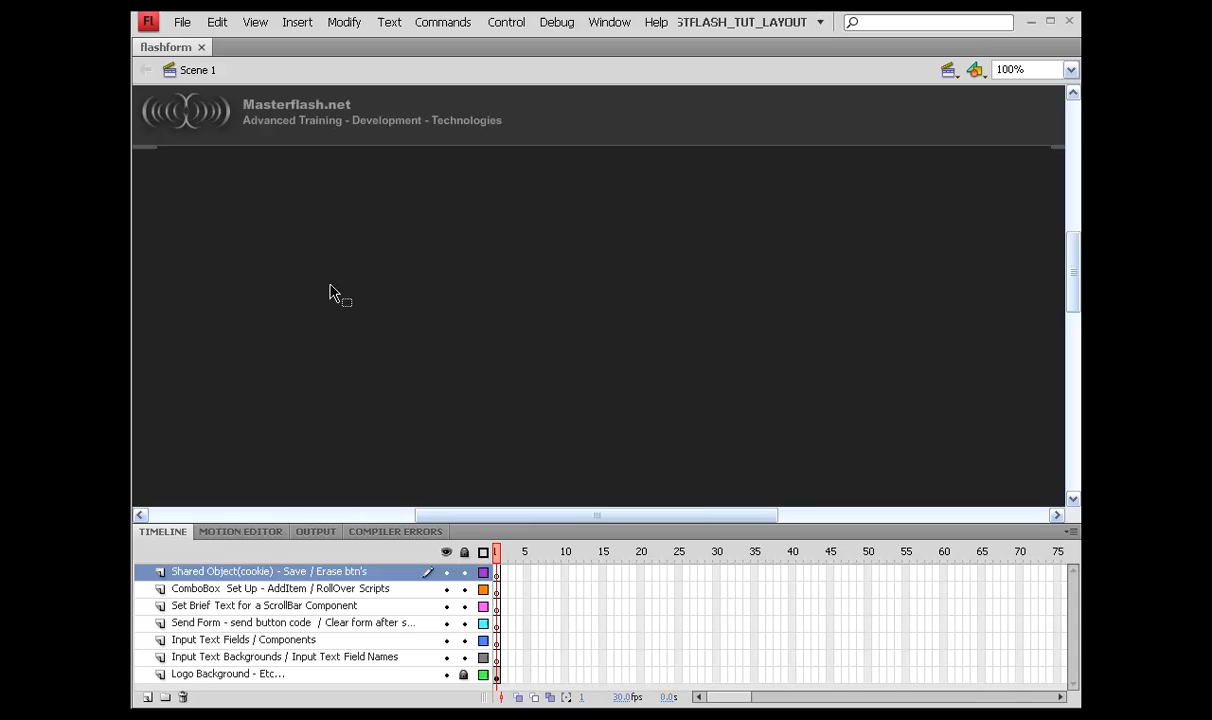 Fl File Edit View Insert Modify Text Commands Control Debug Window Help STFLASH_TUT_LAYOUT
flashform
Scene 1 100%
Masterflash.net
Advanced Training - Development - Technologies
TIMELINE MOTION EDITOR OUTPUT COMPILER ERRORS
1 5 10 15 20 25 30 35 40 45 50 55 60 65 70 75
Shared Object(cookie) - Save / Erase btn's
ComboBox Set Up - AddItem / RollOver Scripts
Set Brief Text for a ScrollBar Component
Send Form - send button code / Clear form after s...
Input Text Fields / Components
Input Text Backgrounds / Input Text Field Names
Logo Background - Etc...
1 30.0fps 0.0s